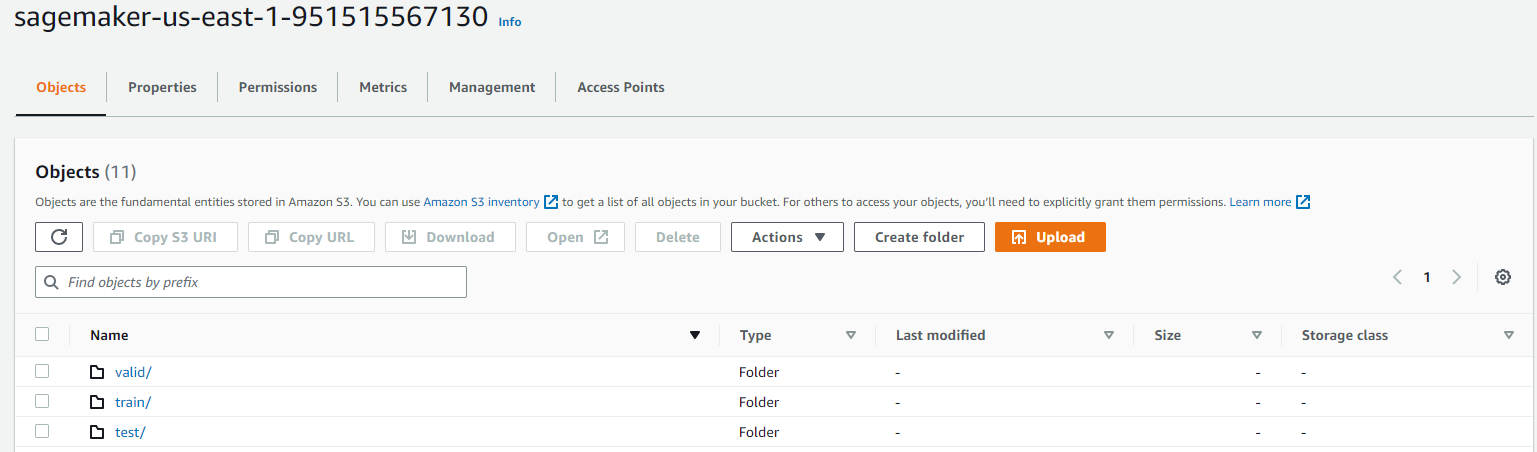 sagemaker-us-east-1-951515567130 Info
Objects Properties Permissions Metrics Management Access Points
Objects (11)
Objects are the fundamental entities stored in Amazon S3. You can use Amazon S3 inventory to get a list of all objects in your bucket. For others to access your objects, you'll need to explicitly grant them permissions. Learn more
Copy S3 URI Copy URL Download Open Delete Actions Create folder Upload
Find objects by prefix 1
Name Type Last modified Size Storage class
valid/ Folder - - -
train/ Folder - - -
test/ Folder - - -